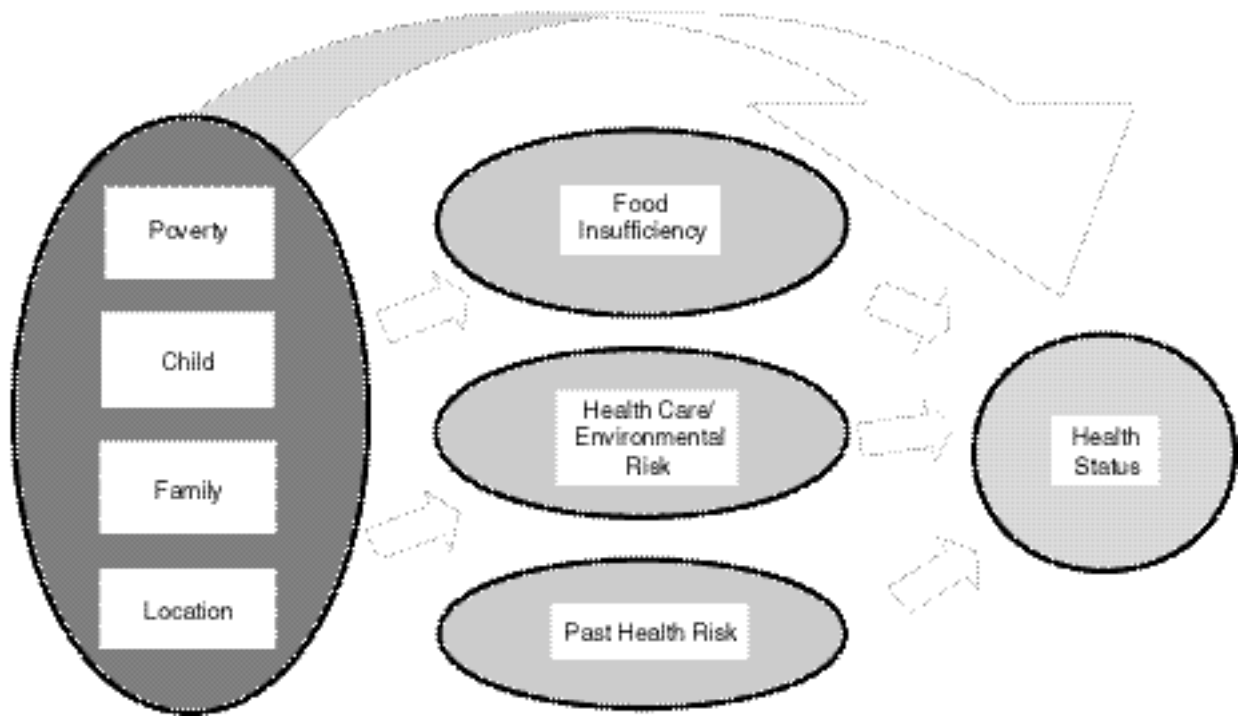 Poverty
Child
Family
Location
Food
Insufficiency
Health Care/
Environmental
Risk
Past Health Risk
Health
Status